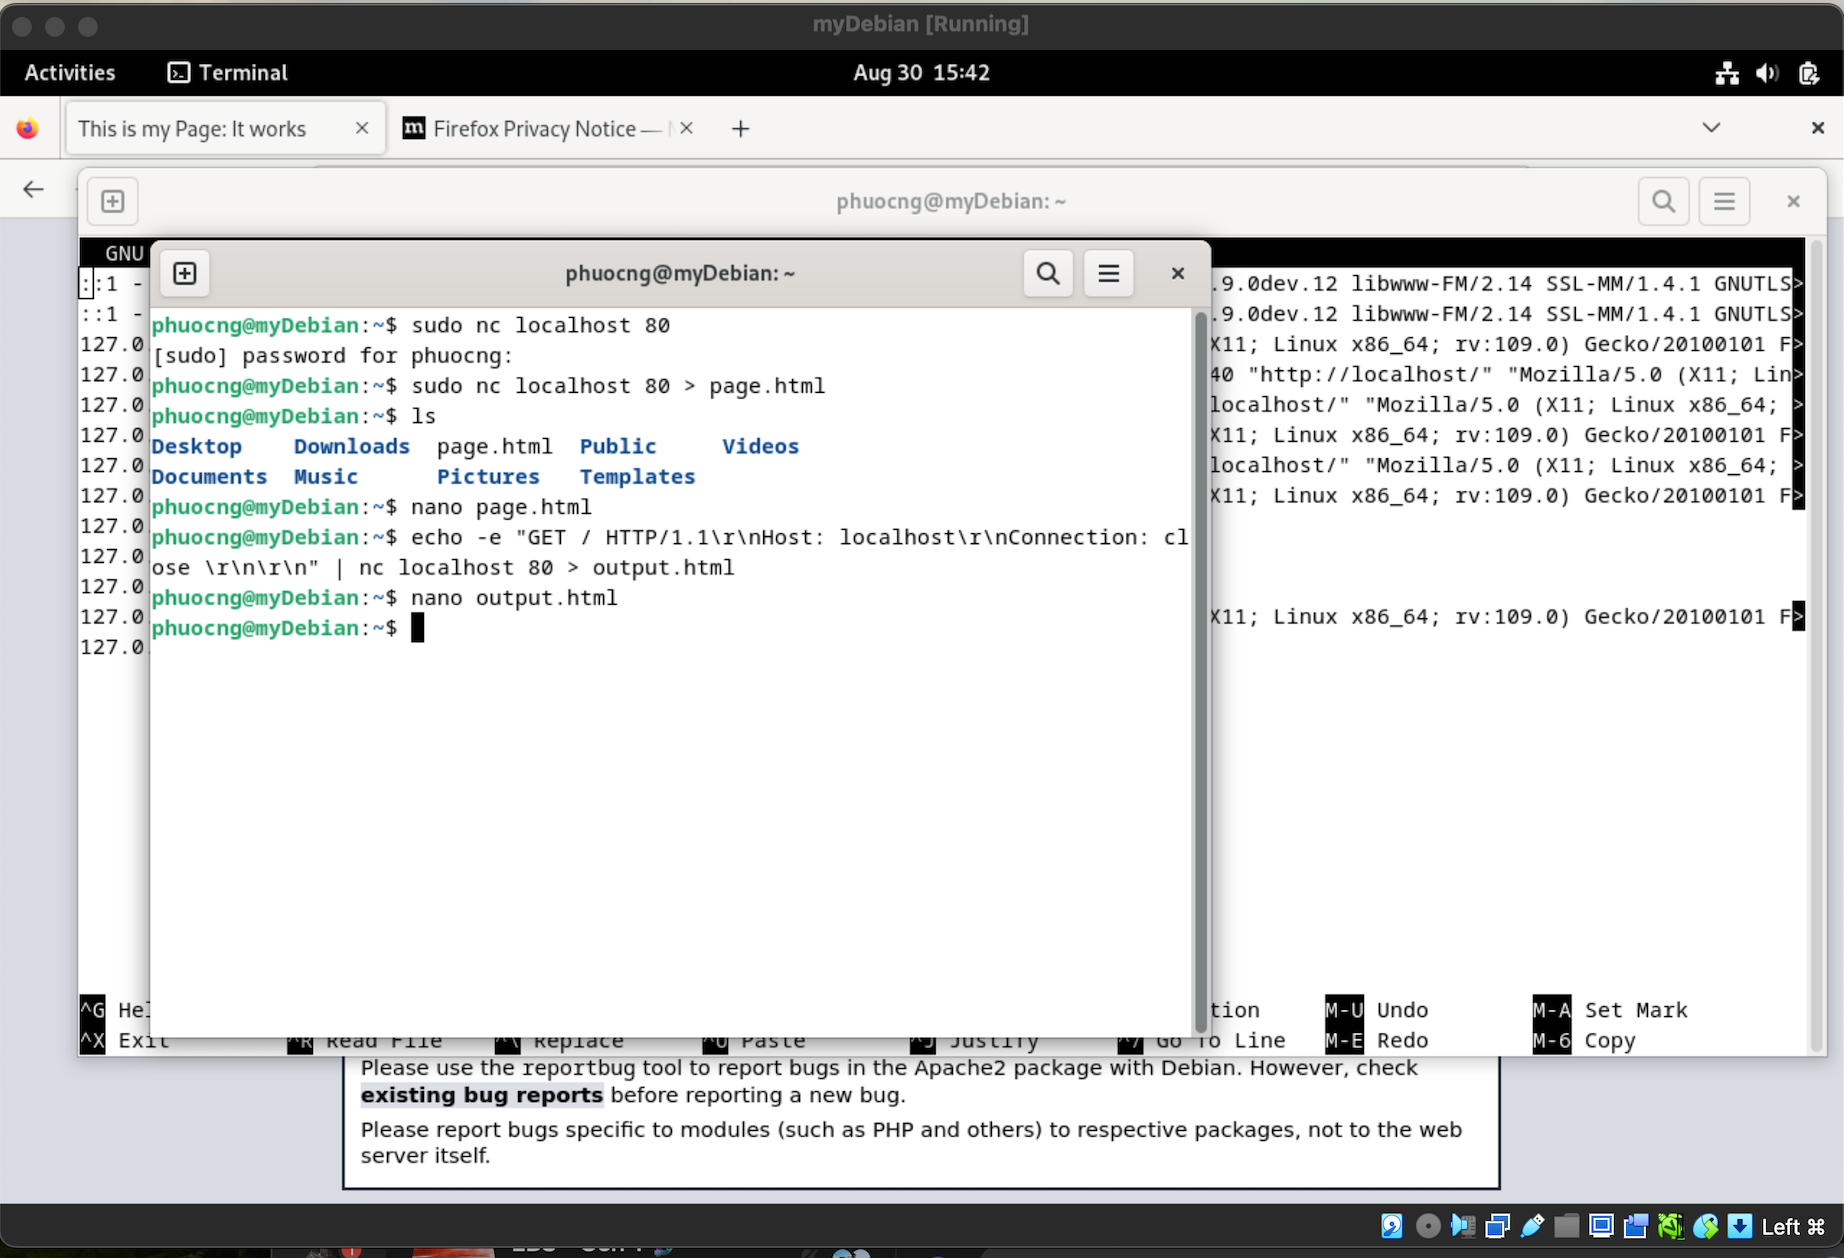 myDebian [Running]
Activities Terminal Aug 30 15:42
This is my Page: It works Firefox Privacy Notice —
phuocng@myDebian: ~
GNU
phuocng@myDebian: ~
::1 - .9.0dev.12 libwww-FM/2.14 SSL-MM/1.4.1 GNUTLS>
::1 - .9.0dev.12 libwww-FM/2.14 SSL-MM/1.4.1 GNUTLS>
127.0 X11; Linux x86_64; rv:109.0) Gecko/20100101 F>
127.0 40 "http://localhost/" "Mozilla/5.0 (X11; Lin>
127.0 localhost/" "Mozilla/5.0 (X11; Linux x86_64; >
127.0 X11; Linux x86_64; rv:109.0) Gecko/20100101 F>
127.0 localhost/" "Mozilla/5.0 (X11; Linux x86_64; >
127.0 X11; Linux x86_64; rv:109.0) Gecko/20100101 F>
127.0
127.0
127.0
127.0 X11; Linux x86_64; rv:109.0) Gecko/20100101 F>
127.0
phuocng@myDebian:~$ sudo nc localhost 80
[sudo] password for phuocng:
phuocng@myDebian:~$ sudo nc localhost 80 > page.html
phuocng@myDebian:~$ ls
Desktop Downloads page.html Public Videos
Documents Music Pictures Templates
phuocng@myDebian:~$ nano page.html
phuocng@myDebian:~$ echo -e "GET / HTTP/1.1\r\nHost: localhost\r\nConnection: cl
ose \r\n\r\n" | nc localhost 80 > output.html
phuocng@myDebian:~$ nano output.html
phuocng@myDebian:~$
^G Hel tion M-U Undo M-A Set Mark
^X Exit ^R Read File ^\ Replace ^U Paste ^J Justify ^/ Go To Line M-E Redo M-6 Copy
Please use the reportbug tool to report bugs in the Apache2 package with Debian. However, check
existing bug reports before reporting a new bug.
Please report bugs specific to modules (such as PHP and others) to respective packages, not to the web
server itself.
Left ⌘